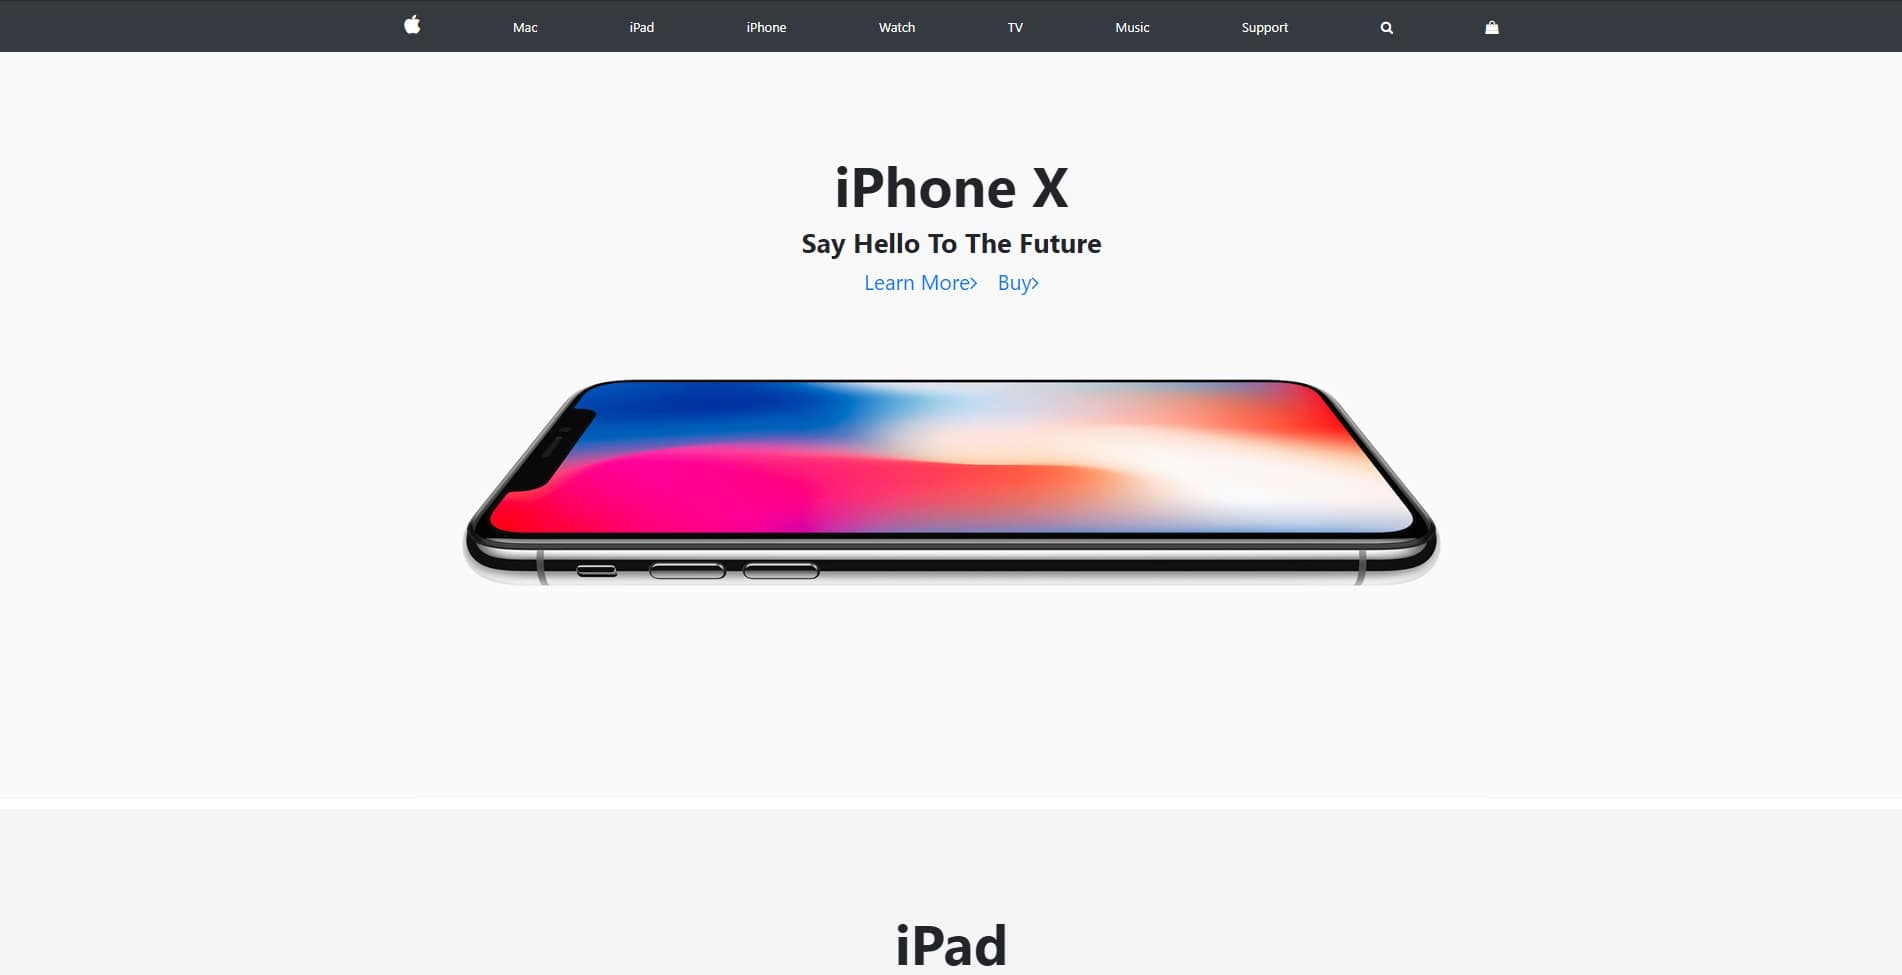 Mac iPad iPhone Watch TV Music Support
iPhone X
Say Hello To The Future
Learn More> Buy>
iPad